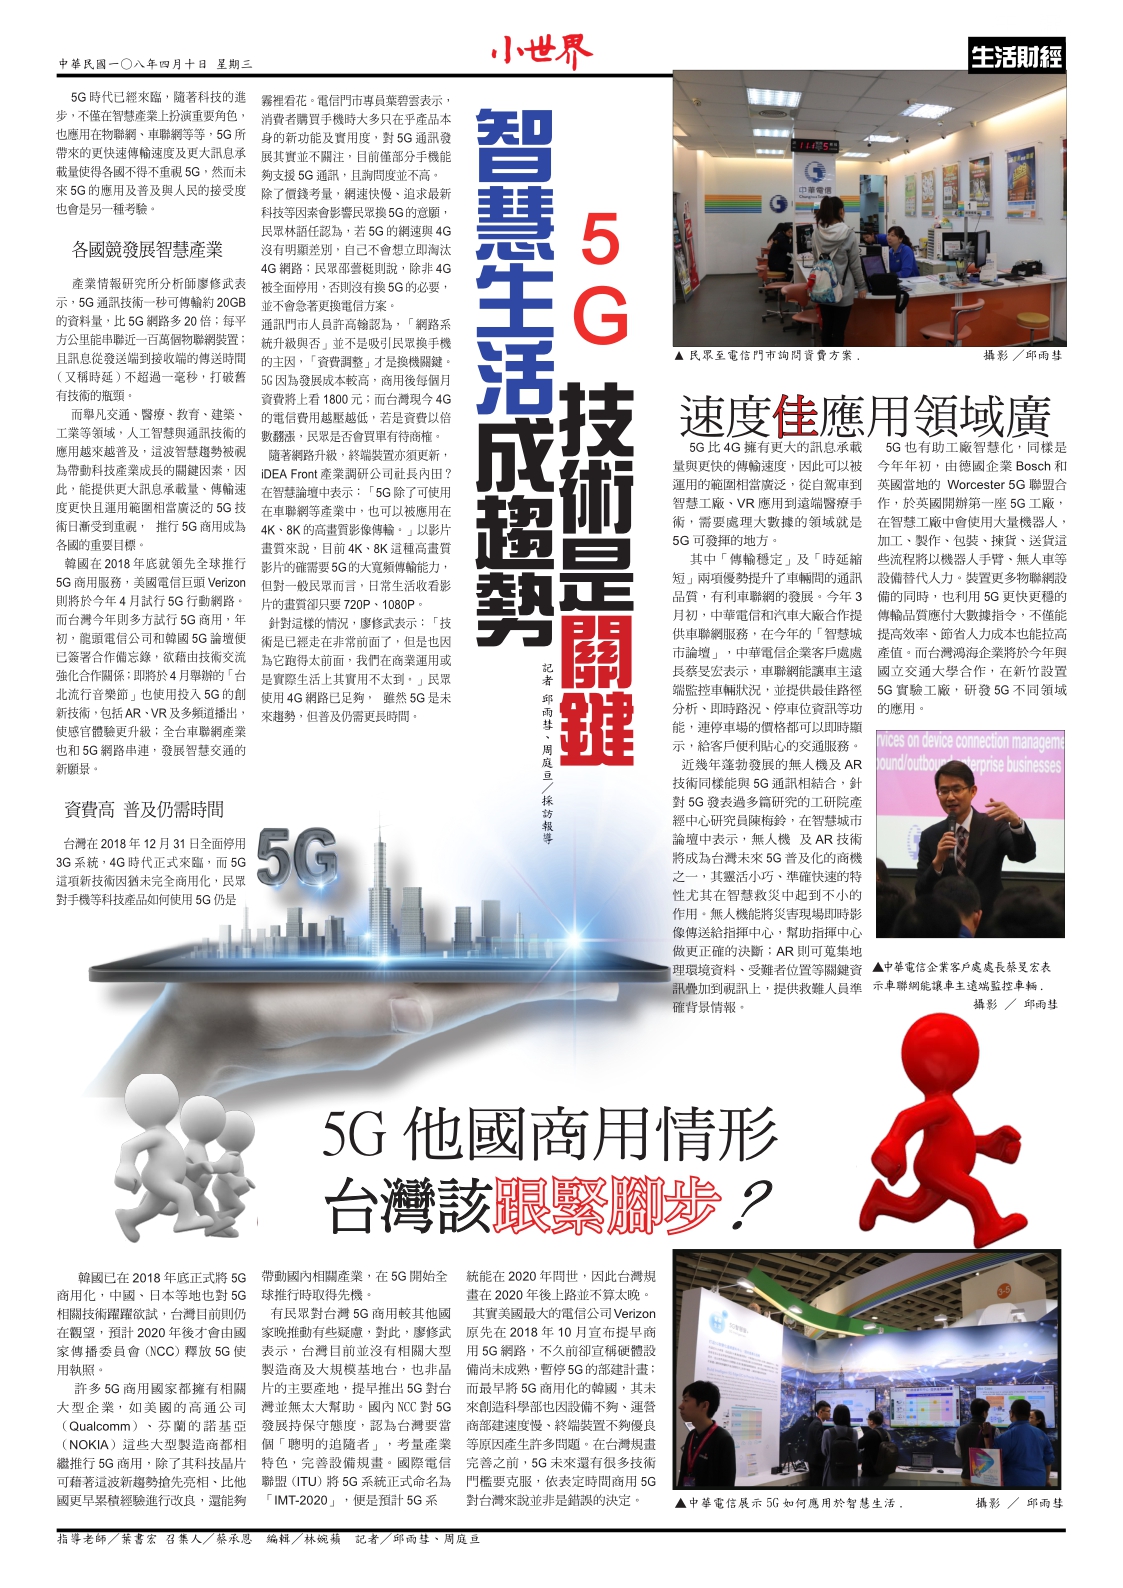 中華民國一〇八年四月十日 星期三
小世界
生活財經
5G 技術是關鍵
智慧生活成趨勢
記者 邱雨彗、周庭亘／採訪報導
5G 時代已經來臨，隨著科技的進
步，不僅在智慧產業上扮演重要角色，
也應用在物聯網、車聯網等等，5G 所
帶來的更快速傳輸速度及更大訊息承
載量使得各國不得不重視 5G，然而未
來 5G 的應用及普及與人民的接受度
也會是另一種考驗。
各國競發展智慧產業
產業情報研究所分析師廖修武表
示，5G 通訊技術一秒可傳輸約 20GB
的資料量，比 5G 網路多 20 倍；每平
方公里能串聯近一百萬個物聯網裝置；
且訊息從發送端到接收端的傳送時間
（又稱時延）不超過一毫秒，打破舊
有技術的瓶頸。
而舉凡交通、醫療、教育、建築、
工業等領域，人工智慧與通訊技術的
應用越來越普及，這波智慧趨勢被視
為帶動科技產業成長的關鍵因素，因
此，能提供更大訊息承載量、傳輸速
度更快且運用範圍相當廣泛的 5G 技
術日漸受到重視， 推行 5G 商用成為
各國的重要目標。
韓國在 2018 年底就領先全球推行
5G 商用服務，美國電信巨頭 Verizon
則將於今年 4 月試行 5G 行動網路。
而台灣今年則多方試行 5G 商用，年
初，龍頭電信公司和韓國 5G 論壇便
已簽署合作備忘錄，欲藉由技術交流
強化合作關係；即將於 4 月舉辦的「台
北流行音樂節」也使用投入 5G 的創
新技術，包括 AR、VR 及多頻道播出，
使感官體驗更升級；全台車聯網產業
也和 5G 網路串連，發展智慧交通的
新願景。
資費高 普及仍需時間
台灣在 2018 年 12 月 31 日全面停用
3G 系統，4G 時代正式來臨，而 5G
這項新技術因猶未完全商用化，民眾
對手機等科技產品如何使用 5G 仍是
霧裡看花。電信門市專員葉碧雲表示，
消費者購買手機時大多只在乎產品本
身的新功能及實用度，對 5G 通訊發
展其實並不關注，目前僅部分手機能
夠支援 5G 通訊，且詢問度並不高。
除了價錢考量，網速快慢、追求最新
科技等因素會影響民眾換 5G 的意願，
民眾林語任認為，若 5G 的網速與 4G
沒有明顯差別，自己不會想立即淘汰
4G 網路；民眾邵蕓梃則說，除非 4G
被全面停用，否則沒有換 5G 的必要，
並不會急著更換電信方案。
通訊門市人員許高翰認為，「網路系
統升級與否」並不是吸引民眾換手機
的主因，「資費調整」才是換機關鍵。
5G 因為發展成本較高，商用後每個月
資費將上看 1800 元；而台灣現今 4G
的電信費用越壓越低，若是資費以倍
數翻漲，民眾是否會買單有待商榷。
隨著網路升級，終端裝置亦須更新，
iDEA Front 產業調研公司社長內田？
在智慧論壇中表示：「5G 除了可使用
在車聯網等產業中，也可以被應用在
4K、8K 的高畫質影像傳輸。」以影片
畫質來說，目前 4K、8K 這種高畫質
影片的確需要 5G 的大寬頻傳輸能力，
但對一般民眾而言，日常生活收看影
片的畫質卻只要 720P、1080P。
針對這樣的情況，廖修武表示：「技
術是已經走在非常前面了，但是也因
為它跑得太前面，我們在商業運用或
是實際生活上其實用不太到。」民眾
使用 4G 網路已足夠， 雖然 5G 是未
來趨勢，但普及仍需更長時間。
5G
▲ 民眾至電信門市詢問資費方案 .　攝影 ／邱雨彗
速度佳應用領域廣
5G 比 4G 擁有更大的訊息承載
量與更快的傳輸速度，因此可以被
運用的範圍相當廣泛，從自駕車到
智慧工廠、VR 應用到遠端醫療手
術，需要處理大數據的領域就是
5G 可發揮的地方。
其中「傳輸穩定」及「時延縮
短」兩項優勢提升了車輛間的通訊
品質，有利車聯網的發展。今年 3
月初，中華電信和汽車大廠合作提
供車聯網服務，在今年的「智慧城
市論壇」，中華電信企業客戶處處
長蔡旻宏表示，車聯網能讓車主遠
端監控車輛狀況，並提供最佳路徑
分析、即時路況、停車位資訊等功
能，連停車場的價格都可以即時顯
示，給客戶便利貼心的交通服務。
近幾年蓬勃發展的無人機及 AR
技術同樣能與 5G 通訊相結合，針
對 5G 發表過多篇研究的工研院產
經中心研究員陳梅鈴，在智慧城市
論壇中表示，無人機 及 AR 技術
將成為台灣未來 5G 普及化的商機
之一，其靈活小巧、準確快速的特
性尤其在智慧救災中起到不小的
作用。無人機能將災害現場即時影
像傳送給指揮中心，幫助指揮中心
做更正確的決斷；AR 則可蒐集地
理環境資料、受難者位置等關鍵資
訊疊加到視訊上，提供救難人員準
確背景情報。
5G 也有助工廠智慧化，同樣是
今年年初，由德國企業 Bosch 和
英國當地的 Worcester 5G 聯盟合
作，於英國開辦第一座 5G 工廠，
在智慧工廠中會使用大量機器人，
加工、製作、包裝、揀貨、送貨這
些流程將以機器人手臂、無人車等
設備替代人力。裝置更多物聯網設
備的同時，也利用 5G 更快更穩的
傳輸品質應付大數據指令，不僅能
提高效率、節省人力成本也能拉高
產值。而台灣鴻海企業將於今年與
國立交通大學合作，在新竹設置
5G 實驗工廠，研發 5G 不同領域
的應用。
▲中華電信企業客戶處處長蔡旻宏表
示車聯網能讓車主遠端監控車輛 .
攝影 ／ 邱雨彗
5G 他國商用情形
台灣該跟緊腳步？
韓國已在 2018 年底正式將 5G
商用化，中國、日本等地也對 5G
相關技術躍躍欲試，台灣目前則仍
在觀望，預計 2020 年後才會由國
家傳播委員會 (NCC) 釋放 5G 使
用執照。
許多 5G 商用國家都擁有相關
大型企業，如美國的高通公司
（Qualcomm）、芬蘭的諾基亞
（NOKIA）這些大型製造商都相
繼推行 5G 商用，除了其科技晶片
可藉著這波新趨勢搶先亮相、比他
國更早累積經驗進行改良，還能夠
帶動國內相關產業，在 5G 開始全
球推行時取得先機。
有民眾對台灣 5G 商用較其他國
家晚推動有些疑慮，對此，廖修武
表示，台灣目前並沒有相關大型
製造商及大規模基地台，也非晶
片的主要產地，提早推出 5G 對台
灣並無太大幫助。國內 NCC 對 5G
發展持保守態度，認為台灣要當
個「聰明的追隨者」，考量產業
特色，完善設備規畫。國際電信
聯盟 (ITU) 將 5G 系統正式命名為
「IMT-2020」，便是預計 5G 系
統能在 2020 年問世，因此台灣規
畫在 2020 年後上路並不算太晚。
其實美國最大的電信公司 Verizon
原先在 2018 年 10 月宣布提早商
用 5G 網路，不久前卻宣稱硬體設
備尚未成熟，暫停 5G 的部建計畫；
而最早將 5G 商用化的韓國，其未
來創造科學部也因設備不夠、運營
商部建速度慢、終端裝置不夠優良
等原因產生許多問題。在台灣規畫
完善之前，5G 未來還有很多技術
門檻要克服，依表定時間商用 5G
對台灣來說並非是錯誤的決定。
▲中華電信展示 5G 如何應用於智慧生活 .　攝影 ／ 邱雨彗
指導老師／葉書宏 召集人／蔡承恩　編輯／林婉蘋　記者／邱雨彗、周庭亘
中華電信
rvices on device connection manageme
bound/outbound enterprise businesses